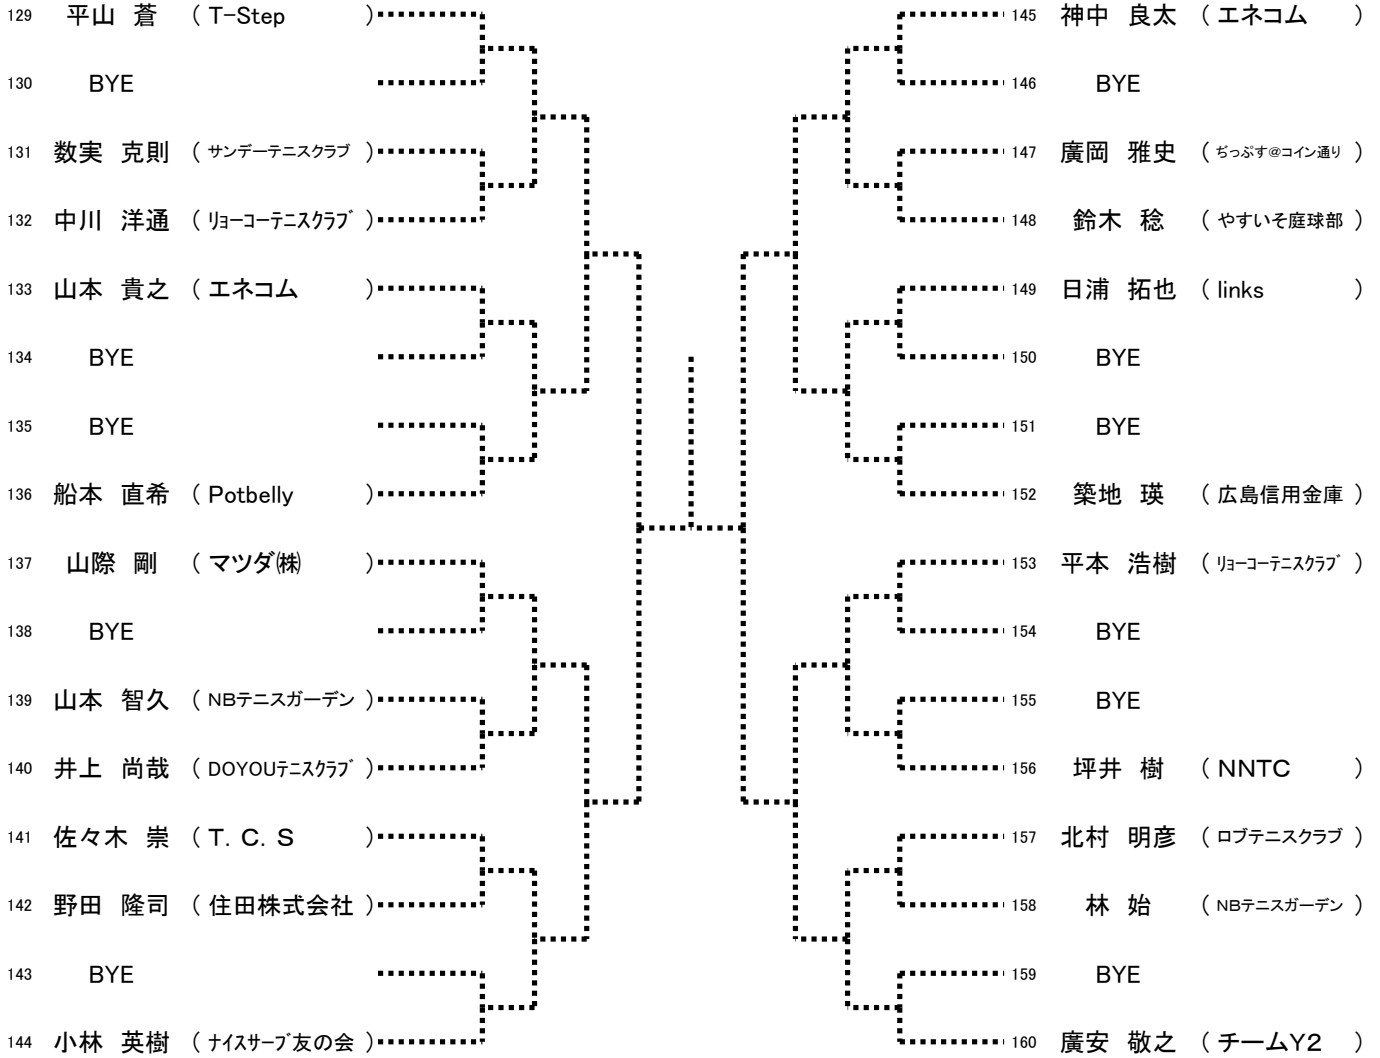 129 平山 蒼 ( T-Step )
130 BYE
131 数実 克則 ( サンデーテニスクラブ )
132 中川 洋通 ( ﾘｮｰｺｰﾃﾆｽｸﾗﾌﾞ )
133 山本 貴之 ( エネコム )
134 BYE
135 BYE
136 船本 直希 ( Potbelly )
137 山際 剛 ( マツダ㈱ )
138 BYE
139 山本 智久 ( NBテニスガーデン )
140 井上 尚哉 ( DOYOUﾃﾆｽｸﾗﾌﾞ )
141 佐々木 崇 ( T．C．S )
142 野田 隆司 ( 住田株式会社 )
143 BYE
144 小林 英樹 ( ﾅｲｽｻｰﾌﾞ友の会 )
145 神中 良太 ( エネコム )
146 BYE
147 廣岡 雅史 ( ぢっぷす@コイン通り )
148 鈴木 稔 ( やすいそ庭球部 )
149 日浦 拓也 ( links )
150 BYE
151 BYE
152 築地 瑛 ( 広島信用金庫 )
153 平本 浩樹 ( ﾘｮｰｺｰﾃﾆｽｸﾗﾌﾞ )
154 BYE
155 BYE
156 坪井 樹 ( NNTC )
157 北村 明彦 ( ロブテニスクラブ )
158 林 始 ( NBテニスガーデン )
159 BYE
160 廣安 敬之 ( チームY2 )